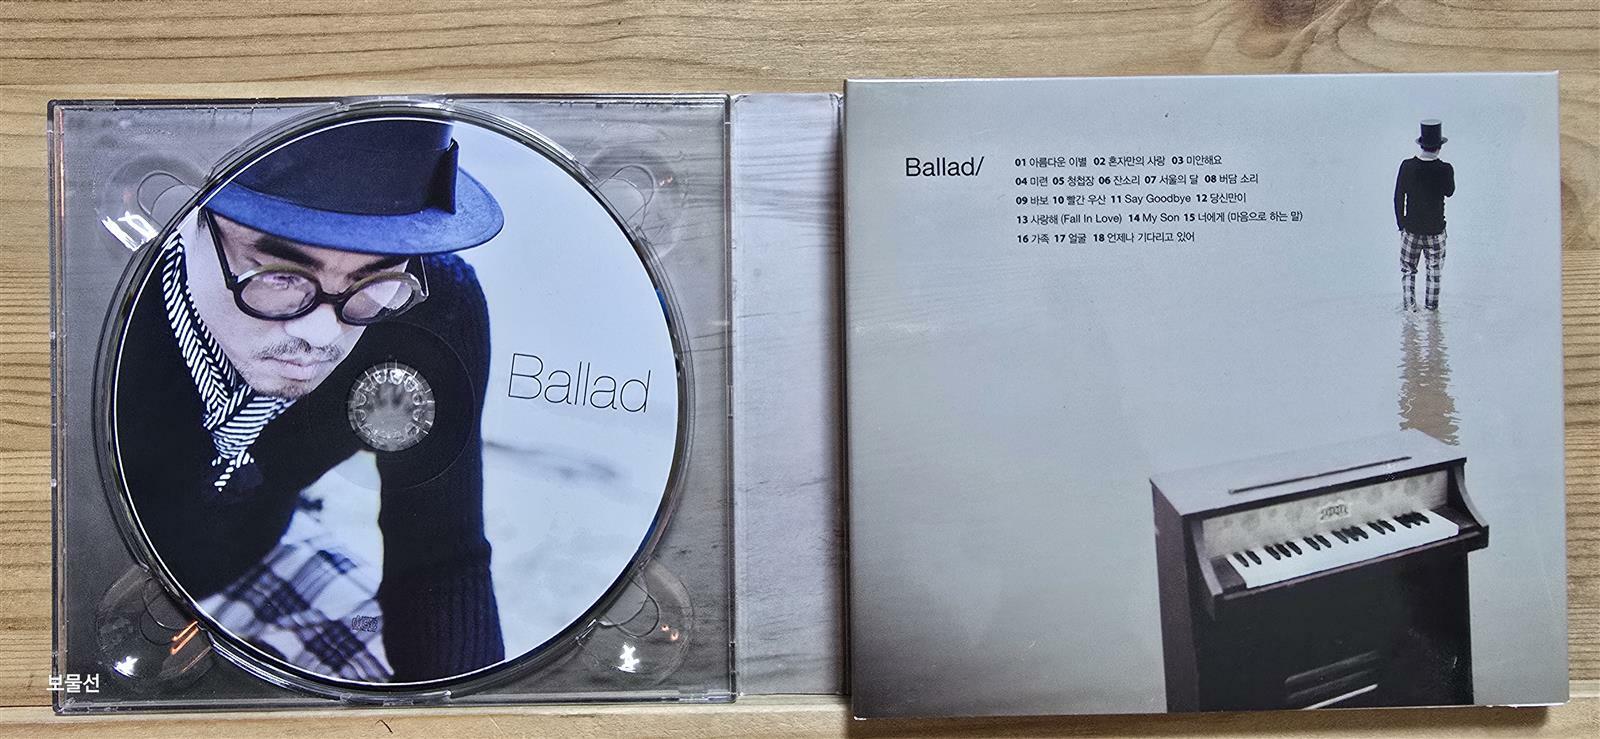 Ballad
Ballad/
01 아름다운 이별 02 혼자만의 사랑 03 미안해요
04 미련 05 청첩장 06 잔소리 07 서울의 달 08 버담 소리
09 바보 10 빨간 우산 11 Say Goodbye 12 당신만이
13 사랑해 (Fall In Love) 14 My Son 15 너에게 (마음으로 하는 말)
16 가족 17 얼굴 18 언제나 기다리고 있어
보물선